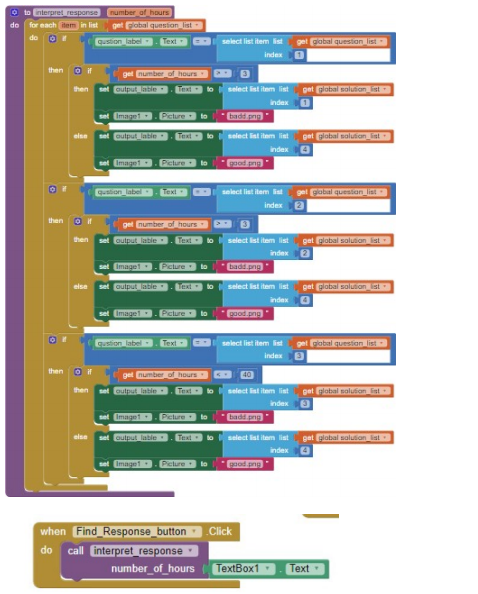 to interpret_response number_of_hours
do for each item in list get global question_list
do if qustion_label . Text = select list item list get global question_list
index 1
then if get number_of_hours > 3
then set output_lable . Text to select list item list get global solution_list
index 1
set Image1 . Picture to " badd.png "
else set output_lable . Text to select list item list get global solution_list
index 4
set Image1 . Picture to " good.png "
if qustion_label . Text = select list item list get global question_list
index 2
then if get number_of_hours > 3
then set output_lable . Text to select list item list get global solution_list
index 2
set Image1 . Picture to " badd.png "
else set output_lable . Text to select list item list get global solution_list
index 4
set Image1 . Picture to " good.png "
if qustion_label . Text = select list item list get global question_list
index 3
then if get number_of_hours < 40
then set output_lable . Text to select list item list get global solution_list
index 3
set Image1 . Picture to " badd.png "
else set output_lable . Text to select list item list get global solution_list
index 4
set Image1 . Picture to " good.png "
when Find_Response_button .Click
do call interpret_response
number_of_hours TextBox1 . Text